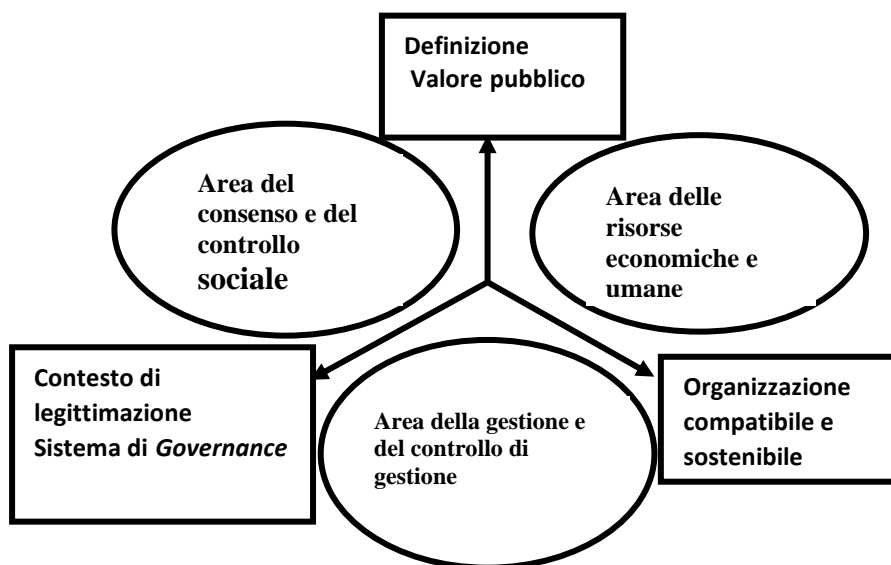 Definizione
Valore pubblico
Area del
consenso e del
controllo
sociale
Area delle
risorse
economiche e
umane
Contesto di
legittimazione
Sistema di Governance
Area della gestione e
del controllo di
gestione
Organizzazione
compatibile e
sostenibile